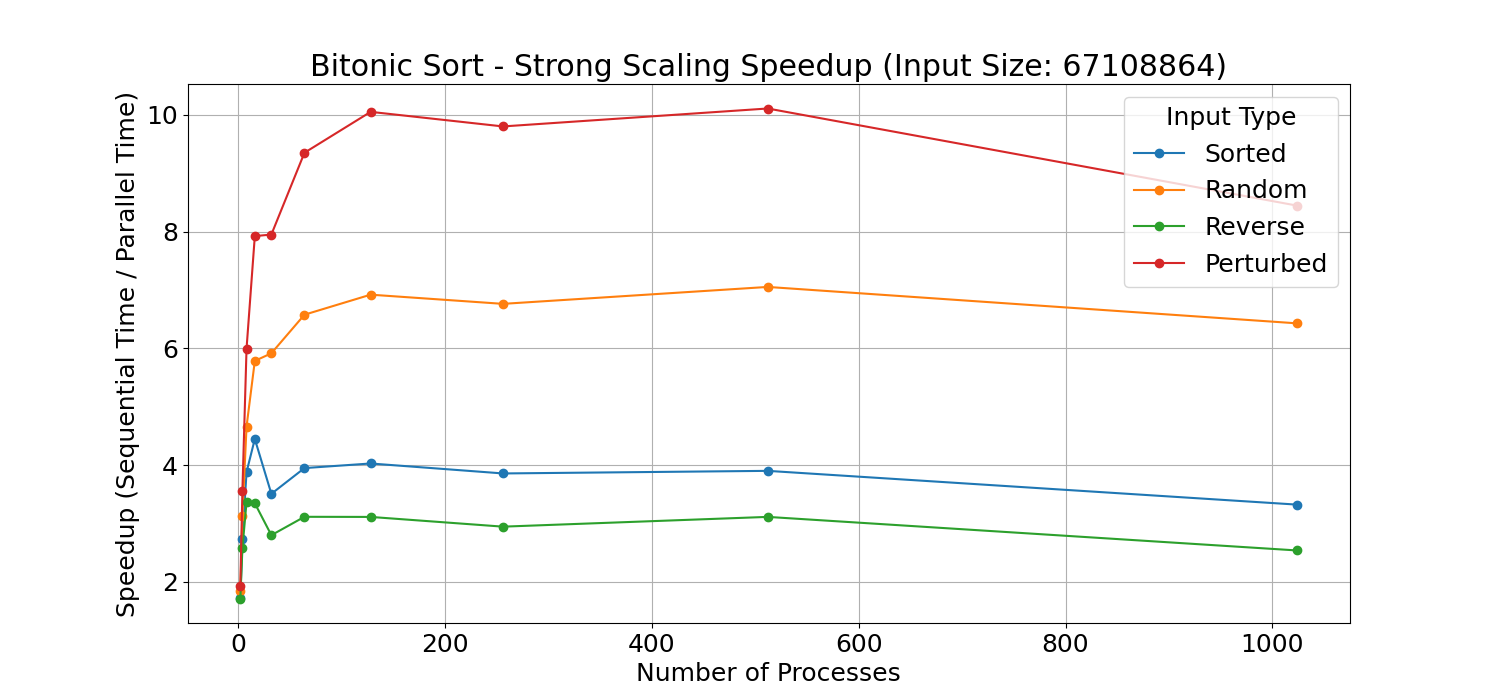 Bitonic Sort - Strong Scaling Speedup (Input Size: 67108864)
Speedup (Sequential Time / Parallel Time)
10
8
6
4
2
Input Type
Sorted
Random
Reverse
Perturbed
0 200 400 600 800 1000
Number of Processes